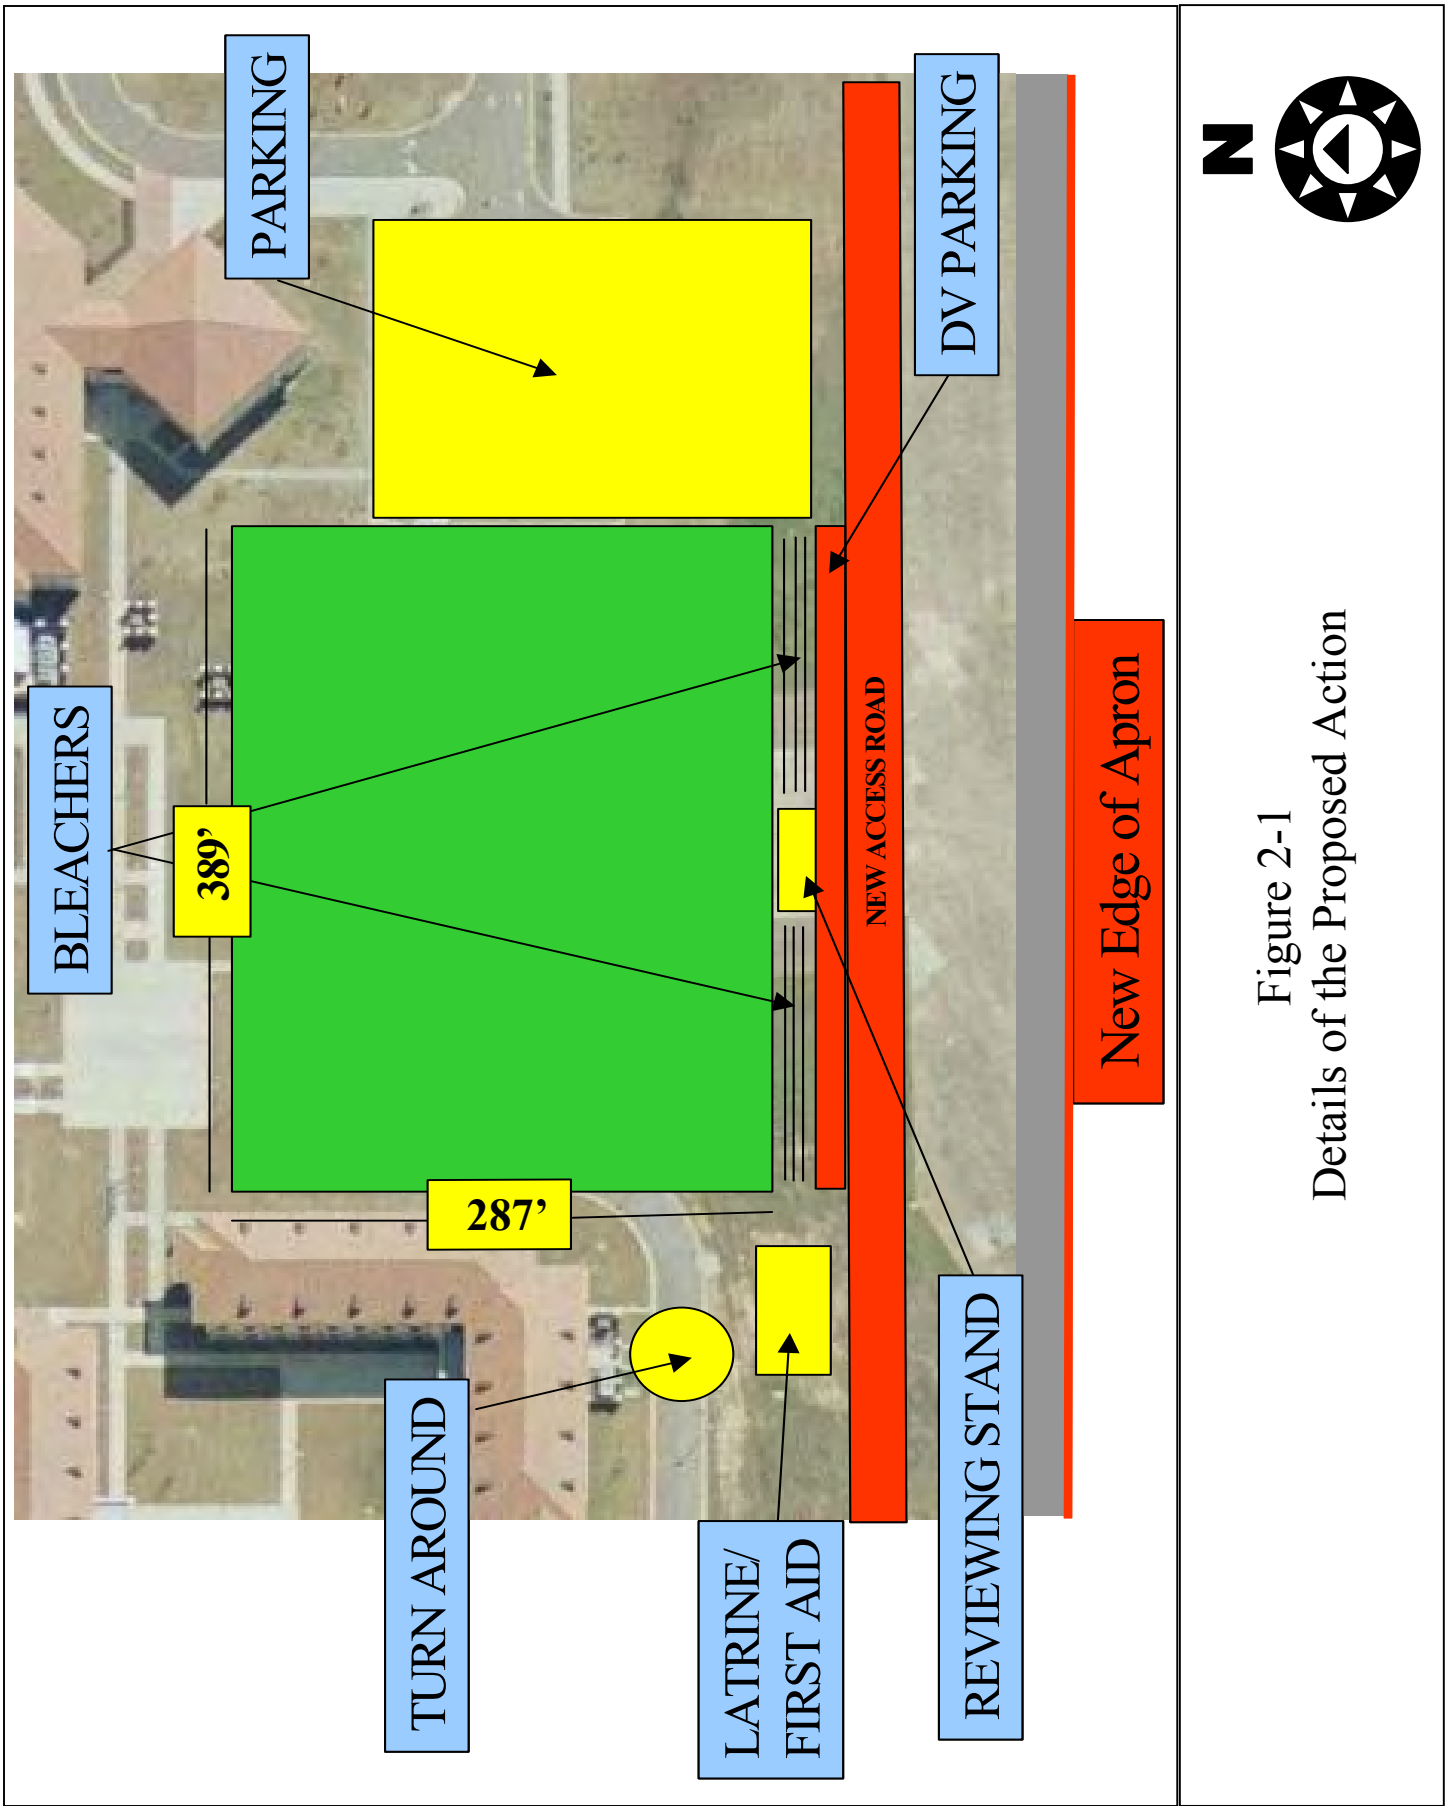 BLEACHERS
PARKING
389’
287’
TURN AROUND
LATRINE/
FIRST AID
REVIEWING STAND
DV PARKING
NEW ACCESS ROAD
New Edge of Apron
N
Figure 2-1
Details of the Proposed Action